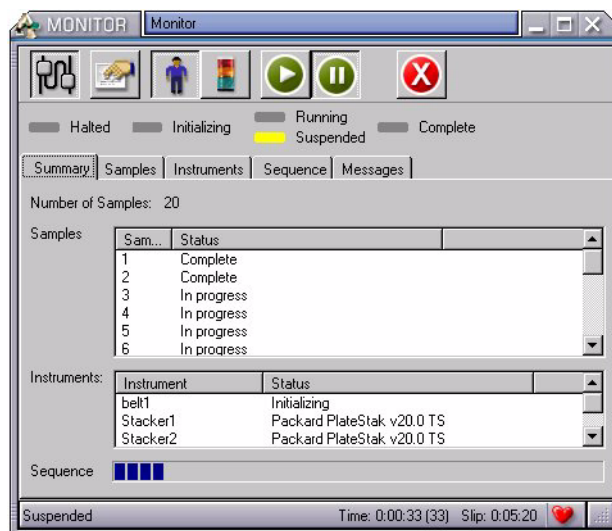 MONITOR Monitor
Halted Initializing Running Suspended Complete
Summary Samples Instruments Sequence Messages
Number of Samples: 20
Samples
Sam... Status
1 Complete
2 Complete
3 In progress
4 In progress
5 In progress
6 In progress
Instruments:
Instrument Status
belt1 Initializing
Stacker1 Packard PlateStak v20.0 TS
Stacker2 Packard PlateStak v20.0 TS
Sequence
Suspended Time: 0:00:33 (33) Slip: 0:05:20